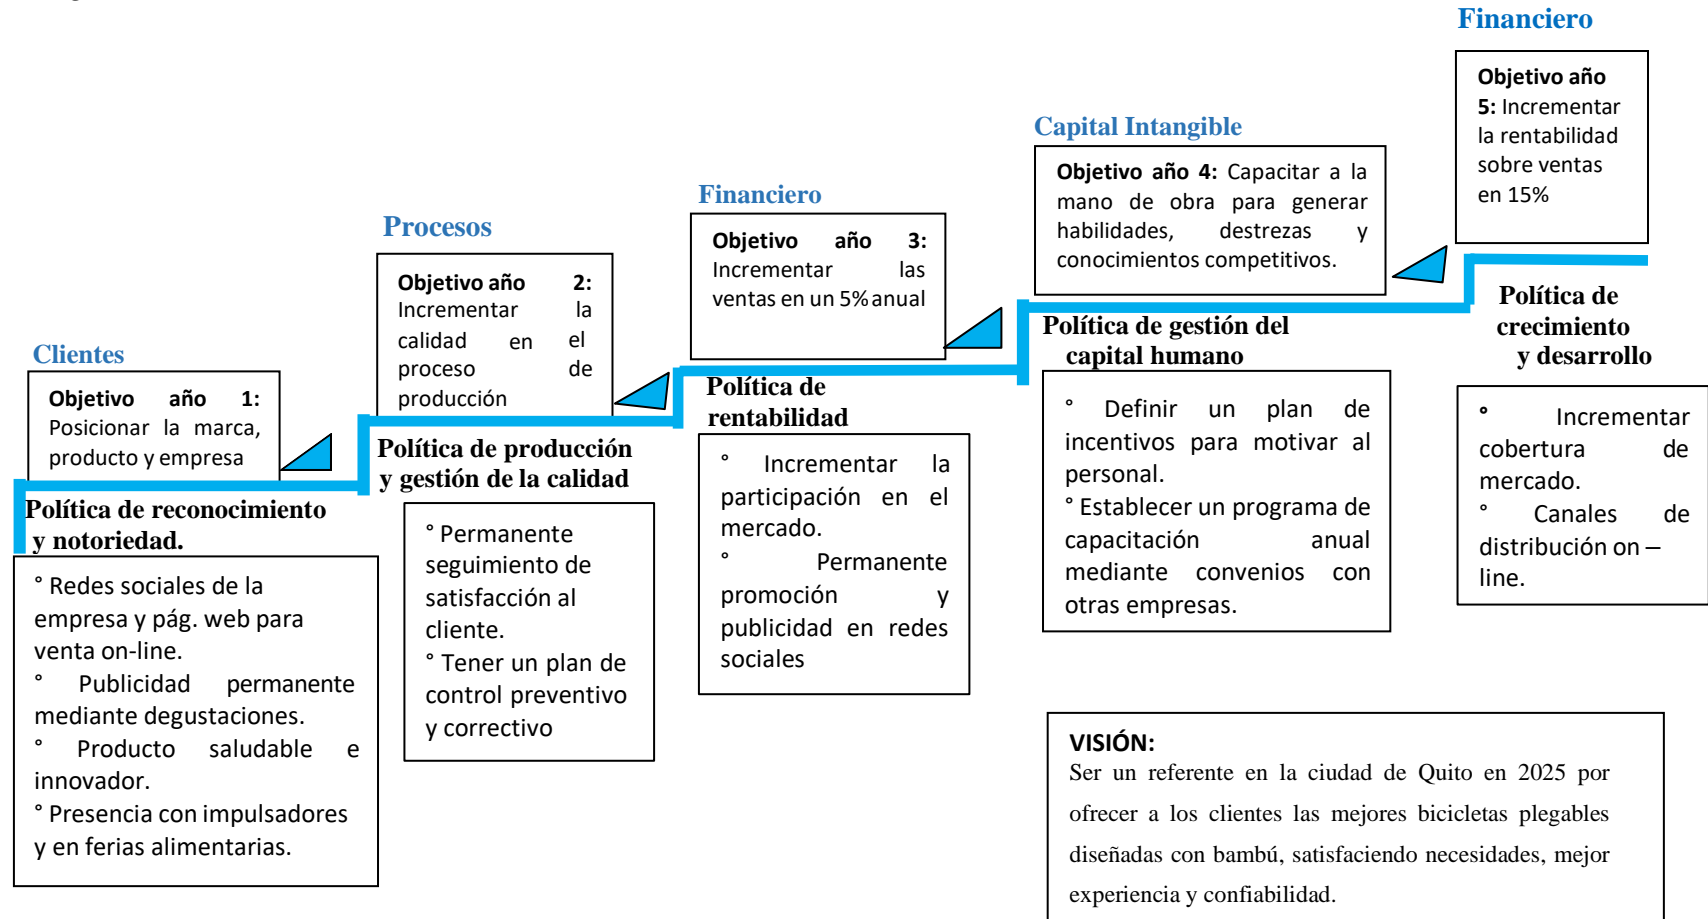 Clientes
Objetivo año 1:
Posicionar la marca,
producto y empresa
Política de reconocimiento
y notoriedad.
° Redes sociales de la
empresa y pág. web para
venta on-line.
° Publicidad permanente
mediante degustaciones.
° Producto saludable e
innovador.
° Presencia con impulsadores
y en ferias alimentarias.
Procesos
Objetivo año 2:
Incrementar la
calidad en el
proceso de
producción
Política de producción
y gestión de la calidad
° Permanente
seguimiento de
satisfacción al
cliente.
° Tener un plan de
control preventivo
y correctivo
Financiero
Objetivo año 3:
Incrementar las
ventas en un 5% anual
Política de
rentabilidad
° Incrementar la
participación en el
mercado.
° Permanente
promoción y
publicidad en redes
sociales
Capital Intangible
Objetivo año 4: Capacitar a la
mano de obra para generar
habilidades, destrezas y
conocimientos competitivos.
Política de gestión del
capital humano
° Definir un plan de
incentivos para motivar al
personal.
° Establecer un programa de
capacitación anual
mediante convenios con
otras empresas.
Financiero
Objetivo año
5: Incrementar
la rentabilidad
sobre ventas
en 15%
Política de
crecimiento
y desarrollo
° Incrementar
cobertura de
mercado.
° Canales de
distribución on –
line.
VISIÓN:
Ser un referente en la ciudad de Quito en 2025 por
ofrecer a los clientes las mejores bicicletas plegables
diseñadas con bambú, satisfaciendo necesidades, mejor
experiencia y confiabilidad.